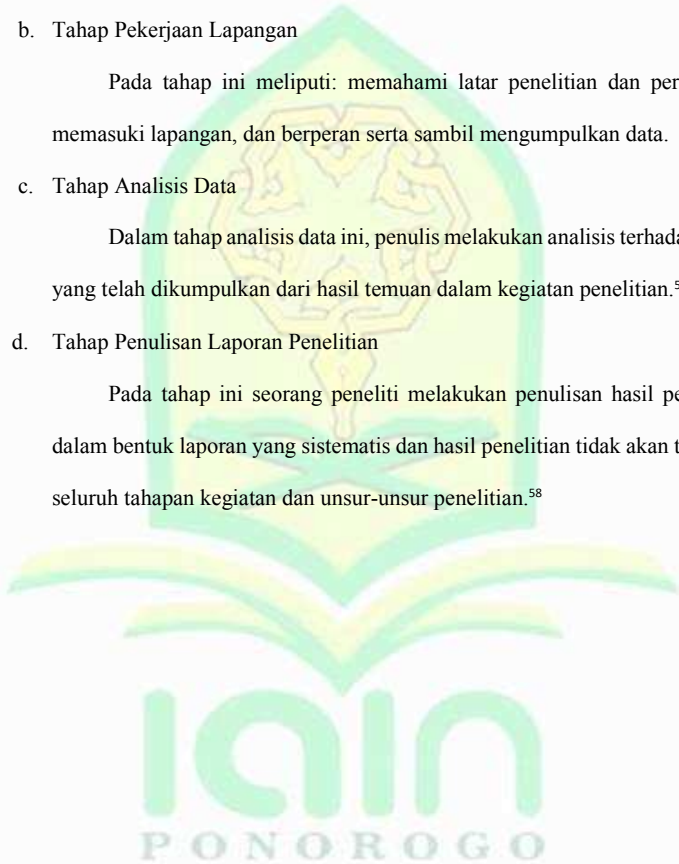 b. Tahap Pekerjaan Lapangan
Pada tahap ini meliputi: memahami latar penelitian dan
memasuki lapangan, dan berperan serta sambil mengumpulkan data.
c. Tahap Analisis Data
Dalam tahap analisis data ini, penulis melakukan analisis
yang telah dikumpulkan dari hasil temuan dalam kegiatan penelitian.
d. Tahap Penulisan Laporan Penelitian
Pada tahap ini seorang peneliti melakukan penulisan hasil
dalam bentuk laporan yang sistematis dan hasil penelitian tidak akan
seluruh tahapan kegiatan dan unsur-unsur penelitian.⁵⁸
iain
PONOROGO